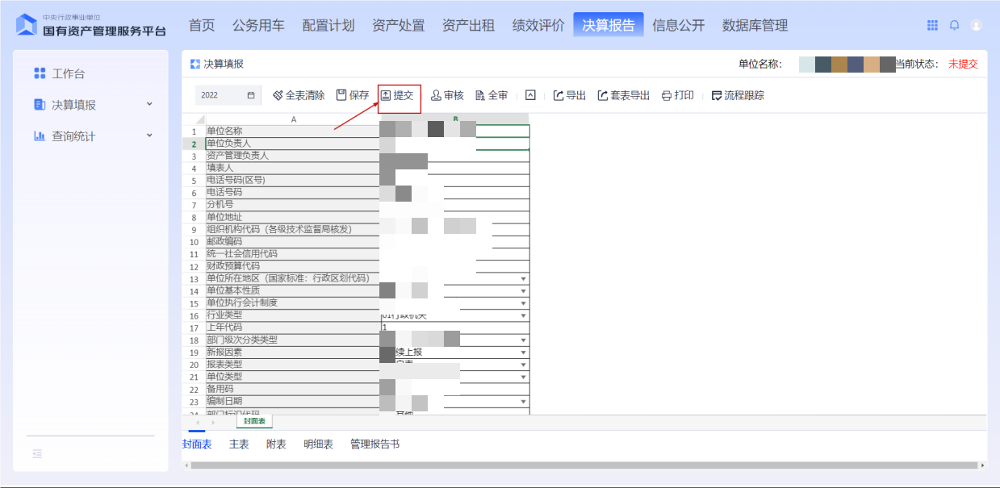 中央行政事业单位
国有资产管理服务平台
首页 公务用车 配置计划 资产处置 资产出租 绩效评价 决算报告 信息公开 数据库管理
工作台
决算填报
查询统计
决算填报 单位名称: 当前状态: 未提交
2022 全表清除 保存 提交 审核 全审 导出 套表导出 打印 流程跟踪
A B
1 单位名称
2 单位负责人
3 资产管理负责人
4 填表人
5 电话号码(区号)
6 电话号码
7 分机号
8 单位地址
9 组织机构代码（各级技术监督局核发）
10 邮政编码
11 统一社会信用代码
12 财政预算代码
13 单位所在地区（国家标准：行政区划代码）
14 单位基本性质
15 单位执行会计制度
16 行业类型 01行政机关
17 上年代码 1
18 部门级次分类类型
19 新报因素 续上报
20 报表类型
21 单位类型
22 备用码
23 编制日期
24 部门标识代码 其他
封面表
封面表 主表 附表 明细表 管理报告书